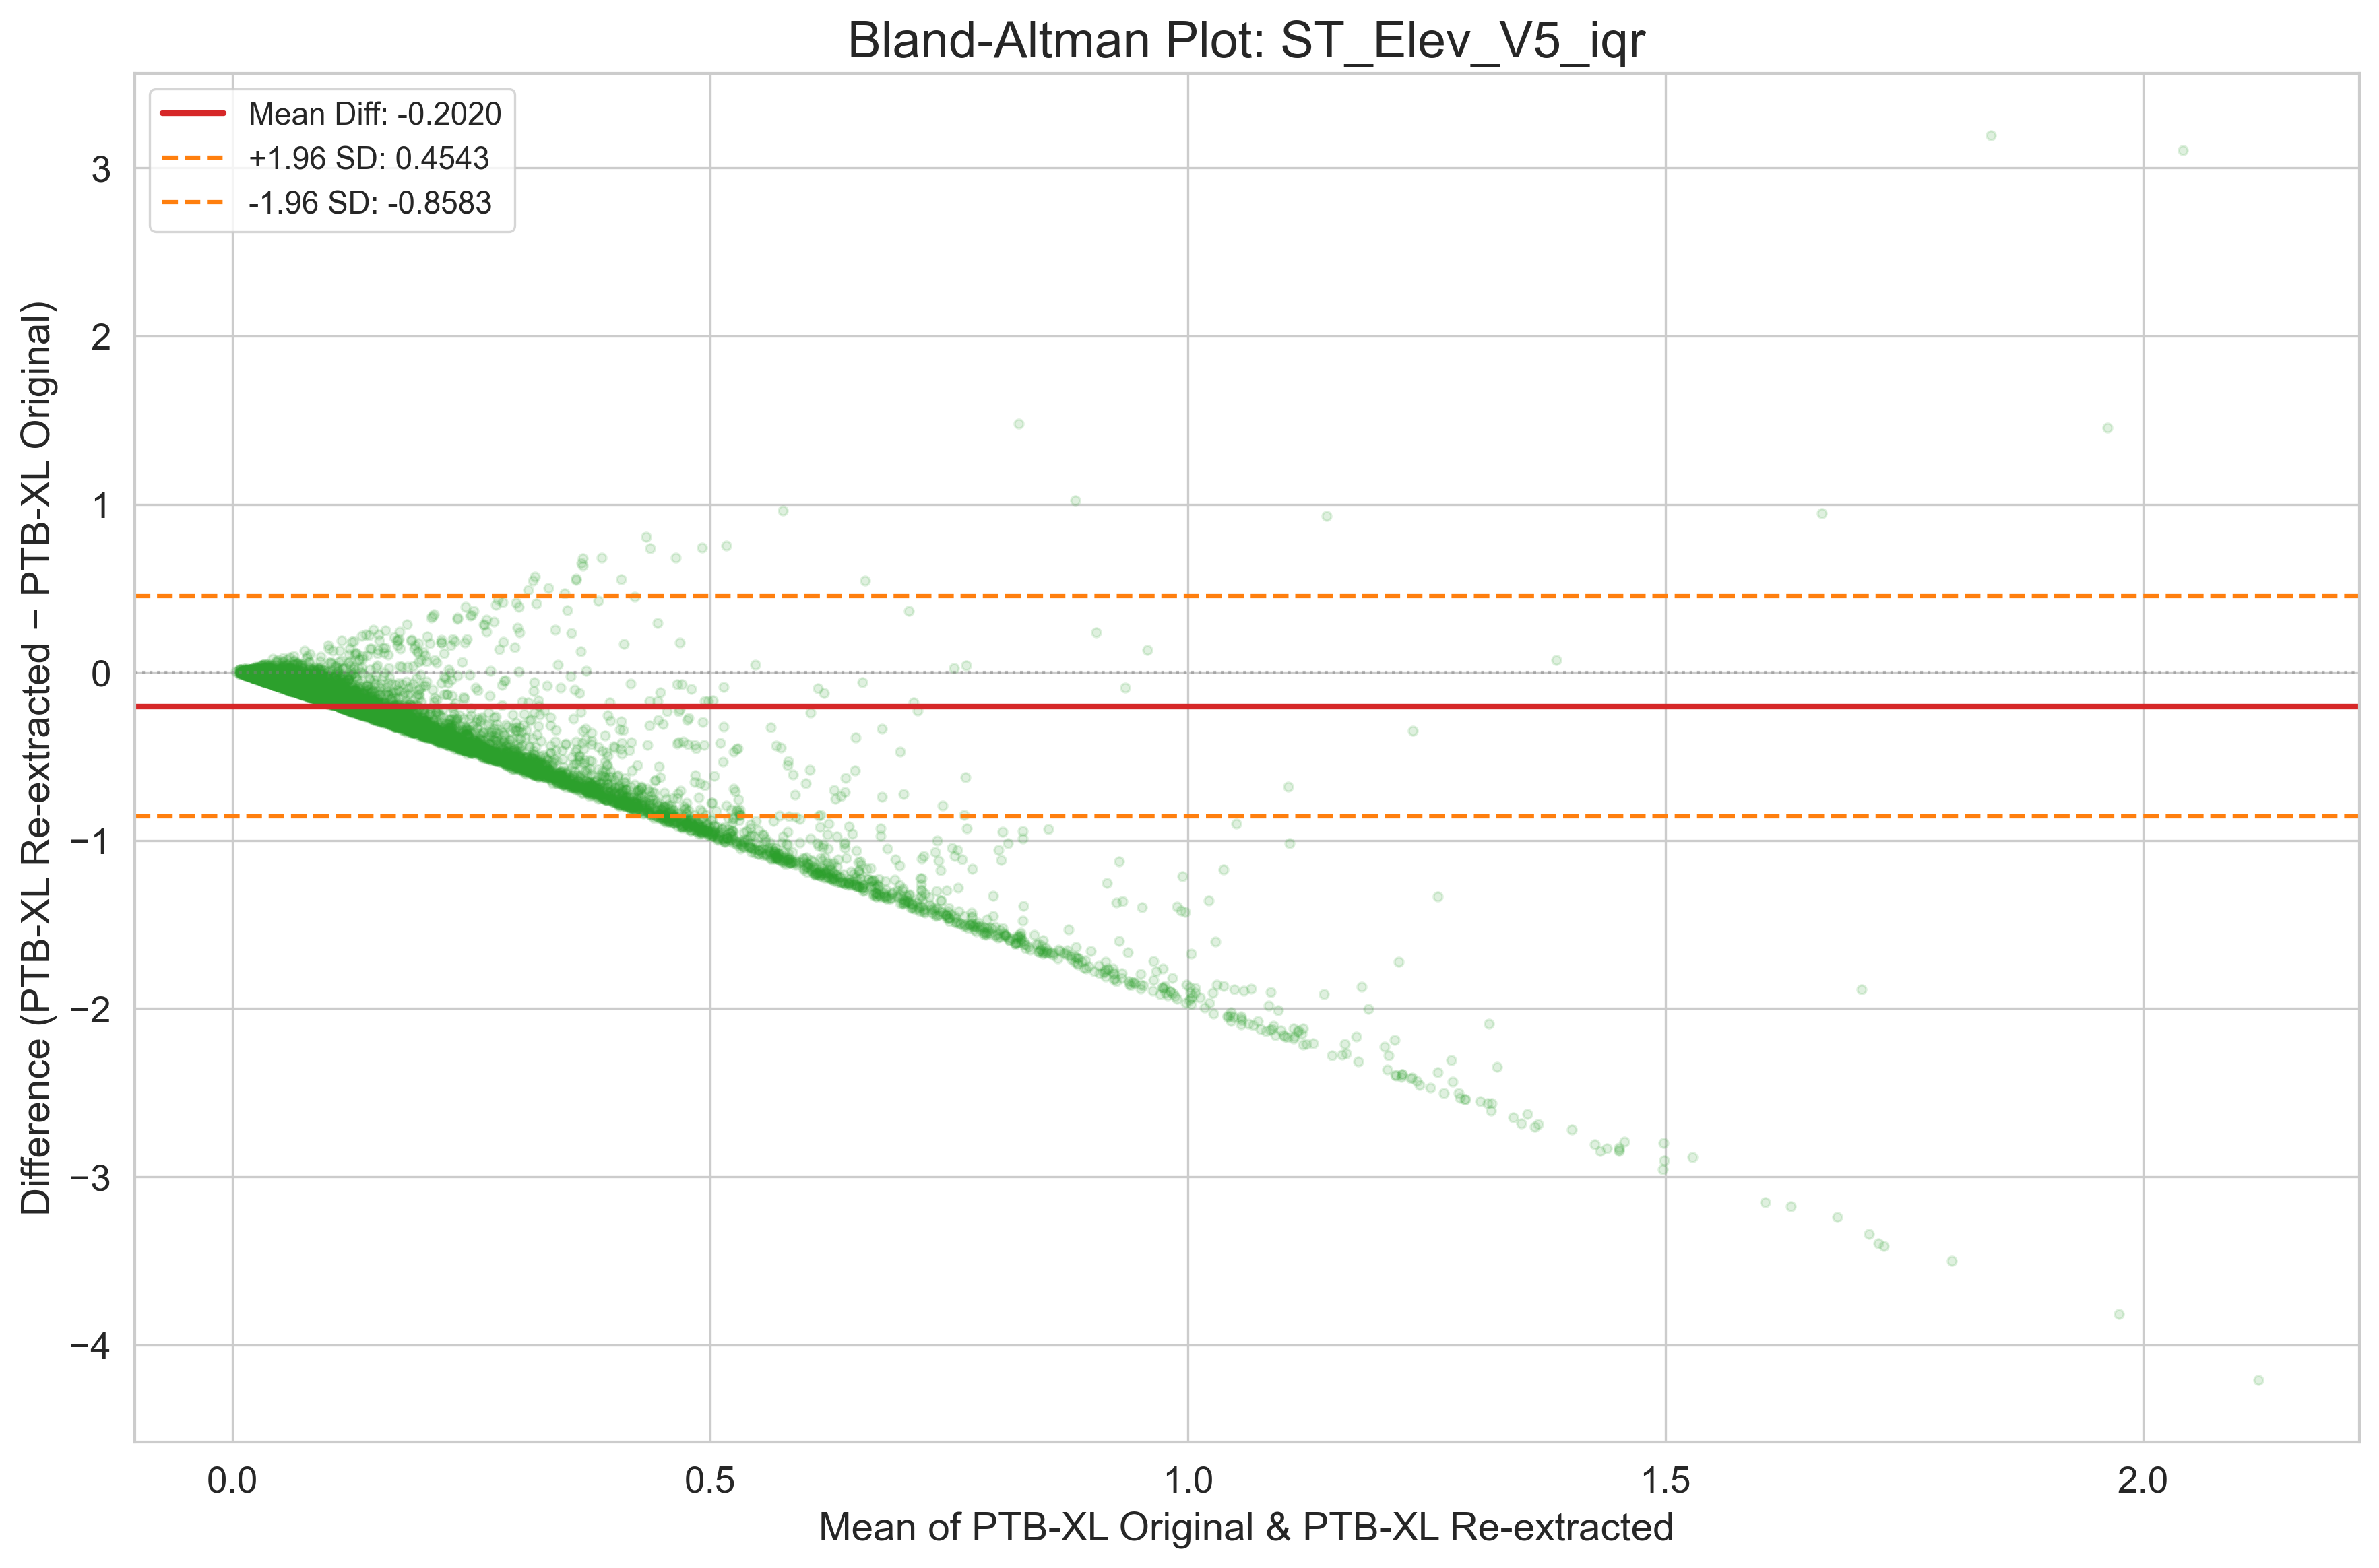 Bland-Altman Plot: ST_Elev_V5_iqr
Mean Diff: -0.2020
+1.96 SD: 0.4543
-1.96 SD: -0.8583
Difference (PTB-XL Re-extracted − PTB-XL Original)
3
2
1
0
−1
−2
−3
−4
0.0
0.5
1.0
1.5
2.0
Mean of PTB-XL Original & PTB-XL Re-extracted